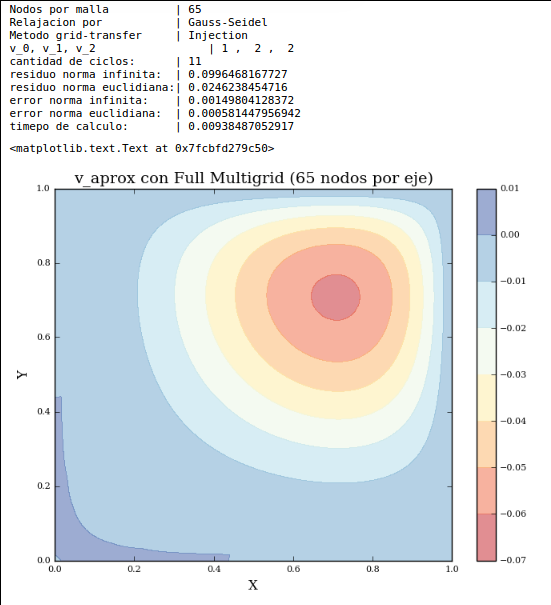 Nodos por malla | 65
Relajacion por | Gauss-Seidel
Metodo grid-transfer | Injection
v_0, v_1, v_2 | 1 , 2 , 2
cantidad de ciclos: | 11
residuo norma infinita: | 0.0996468167727
residuo norma euclidiana:| 0.0246238454716
error norma infinita: | 0.00149804128372
error norma euclidiana: | 0.000581447956942
timepo de calculo: | 0.00938487052917
<matplotlib.text.Text at 0x7fcbfd279c50>
v_aprox con Full Multigrid (65 nodos por eje)
1.0
0.8
0.6
0.4
0.2
0.0
Y
0.0 0.2 0.4 0.6 0.8 1.0
X
0.01
0.00
−0.01
−0.02
−0.03
−0.04
−0.05
−0.06
−0.07